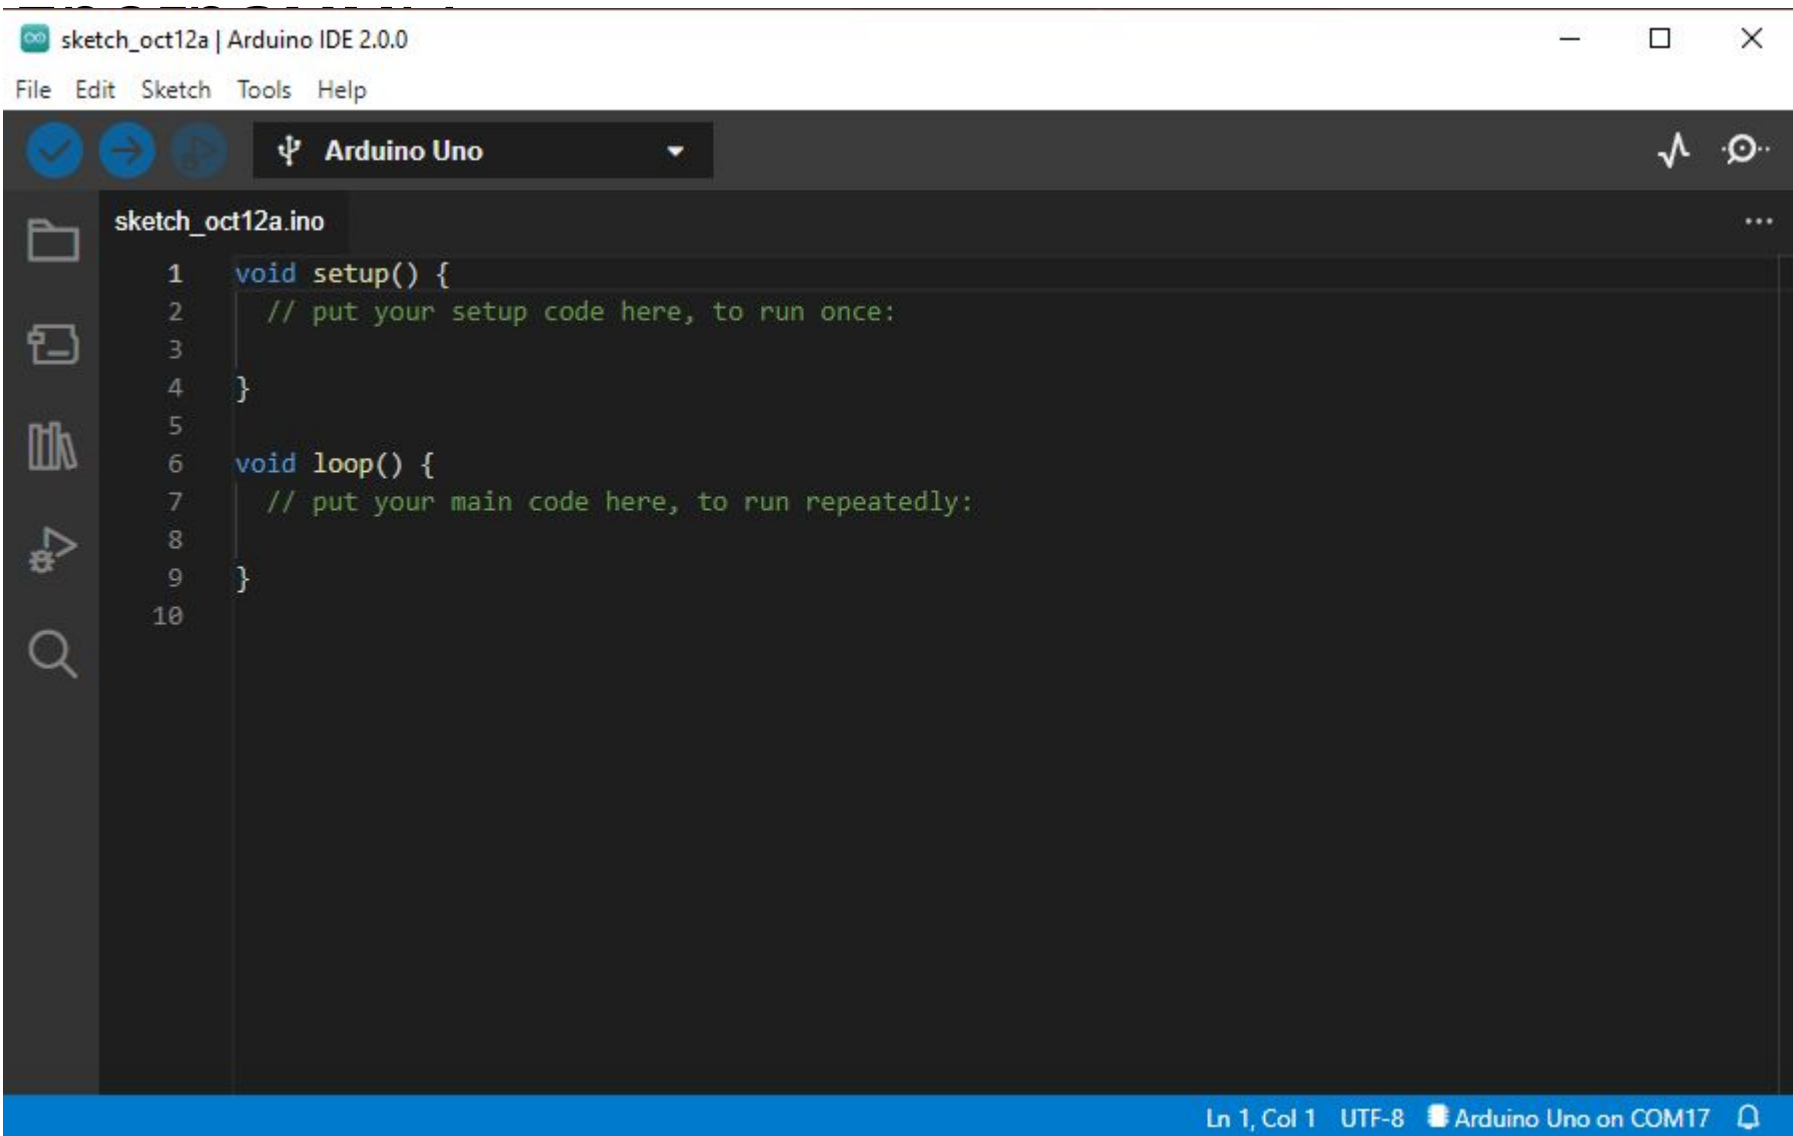 sketch_oct12a | Arduino IDE 2.0.0
File Edit Sketch Tools Help
Arduino Uno
sketch_oct12a.ino
1 void setup() {
2 // put your setup code here, to run once:
3
4 }
5
6 void loop() {
7 // put your main code here, to run repeatedly:
8
9 }
10
Ln 1, Col 1 UTF-8 Arduino Uno on COM17